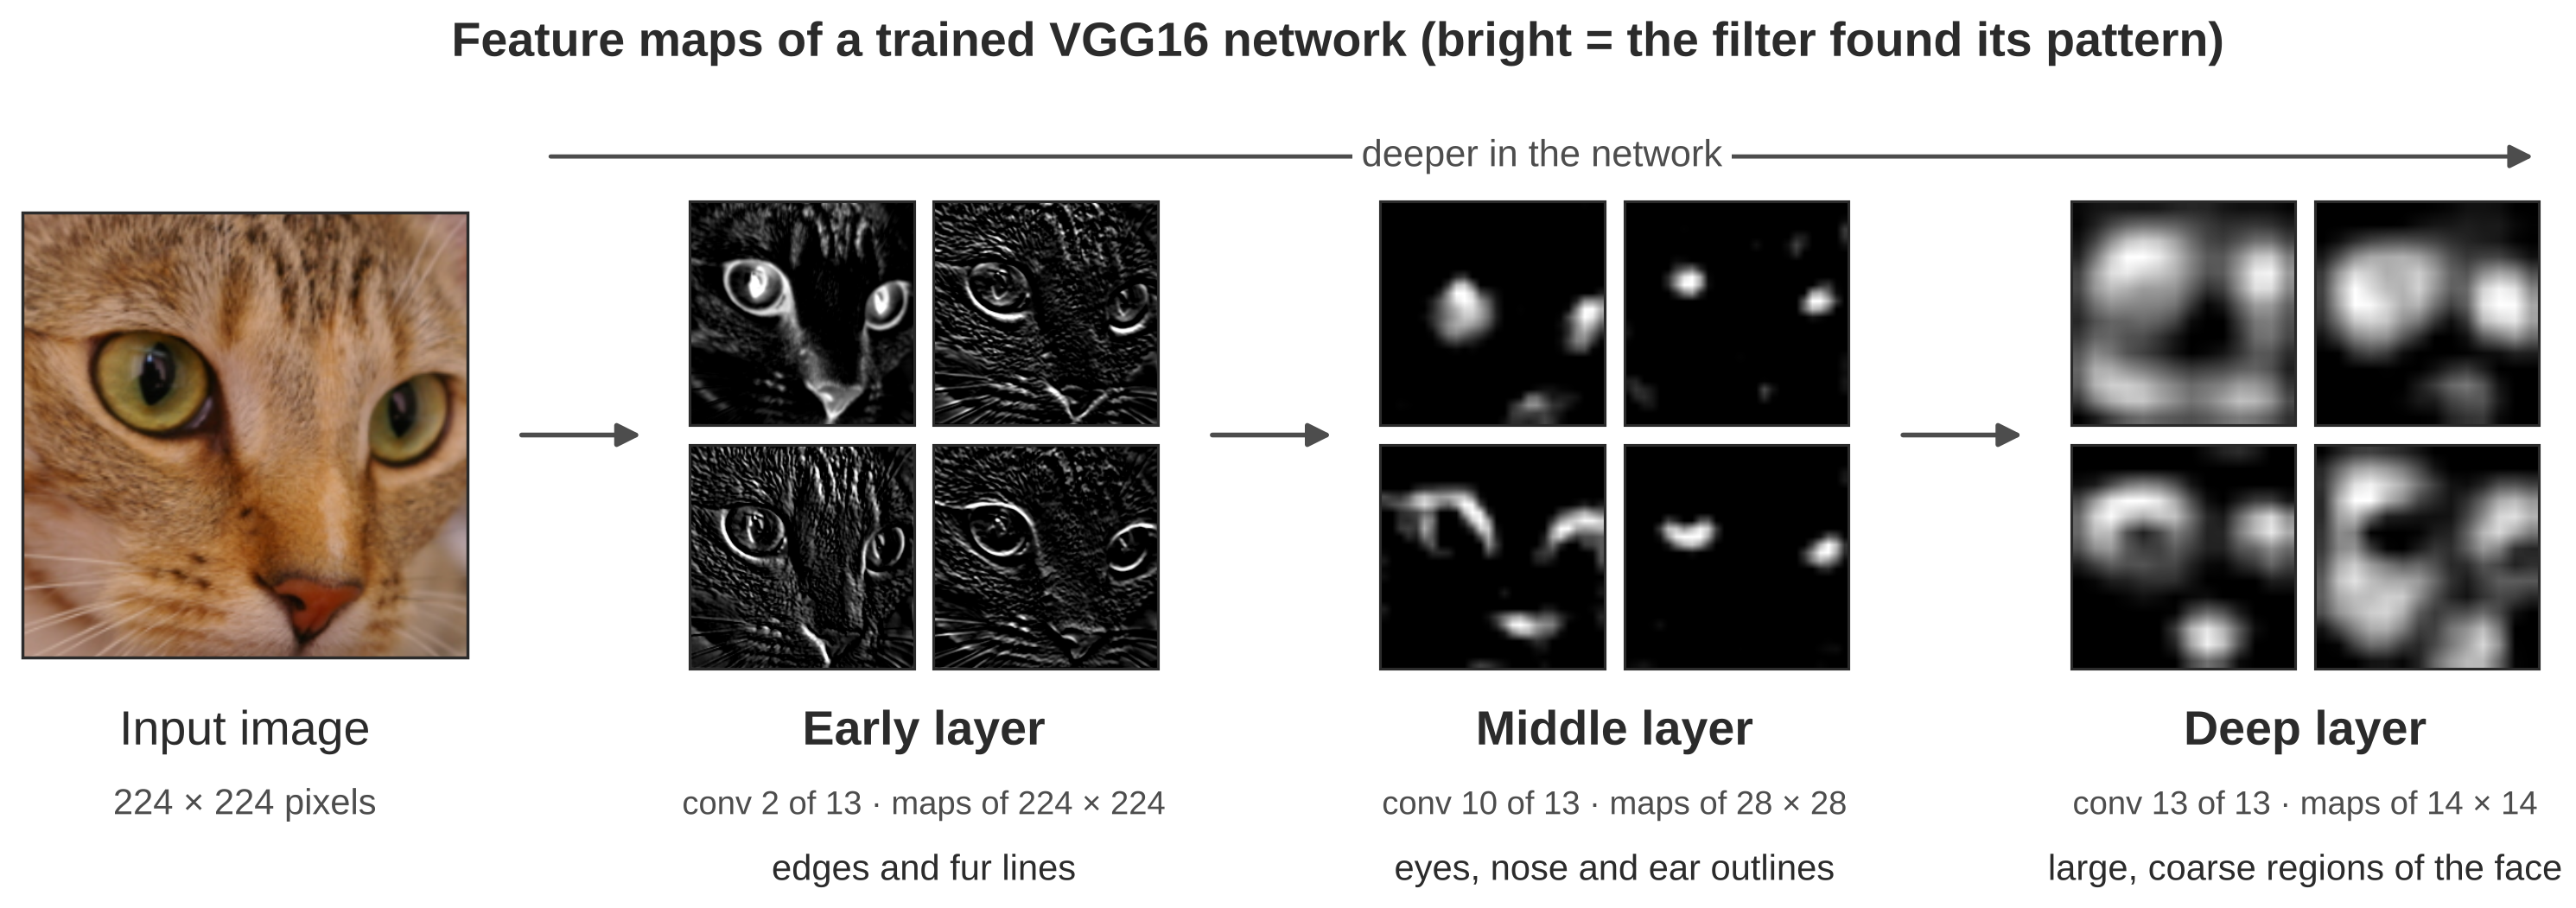 Feature maps of a trained VGG16 network (bright = the filter found its pattern)
deeper in the network
Input image
224 × 224 pixels
Early layer
conv 2 of 13 · maps of 224 × 224
edges and fur lines
Middle layer
conv 10 of 13 · maps of 28 × 28
eyes, nose and ear outlines
Deep layer
conv 13 of 13 · maps of 14 × 14
large, coarse regions of the face